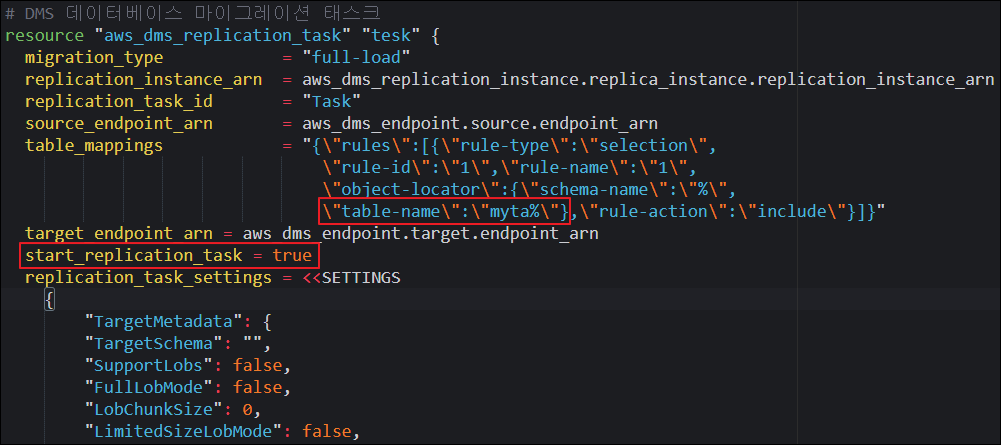 # DMS 데이터베이스 마이그레이션 태스크
resource "aws_dms_replication_task" "tesk" {
  migration_type           = "full-load"
  replication_instance_arn  = aws_dms_replication_instance.replica_instance.replication_instance_arn
  replication_task_id       = "Task"
  source_endpoint_arn       = aws_dms_endpoint.source.endpoint_arn
  table_mappings            = "{\"rules\":[{\"rule-type\":\"selection\",
                               \"rule-id\":\"1\",\"rule-name\":\"1\",
                               \"object-locator\":{\"schema-name\":\"%\",
                               \"table-name\":\"myta%\"},\"rule-action\":\"include\"}]}"
  target_endpoint_arn = aws_dms_endpoint.target.endpoint_arn
  start_replication_task = true
  replication_task_settings = <<SETTINGS
    {
        "TargetMetadata": {
        "TargetSchema": "",
        "SupportLobs": false,
        "FullLobMode": false,
        "LobChunkSize": 0,
        "LimitedSizeLobMode": false,